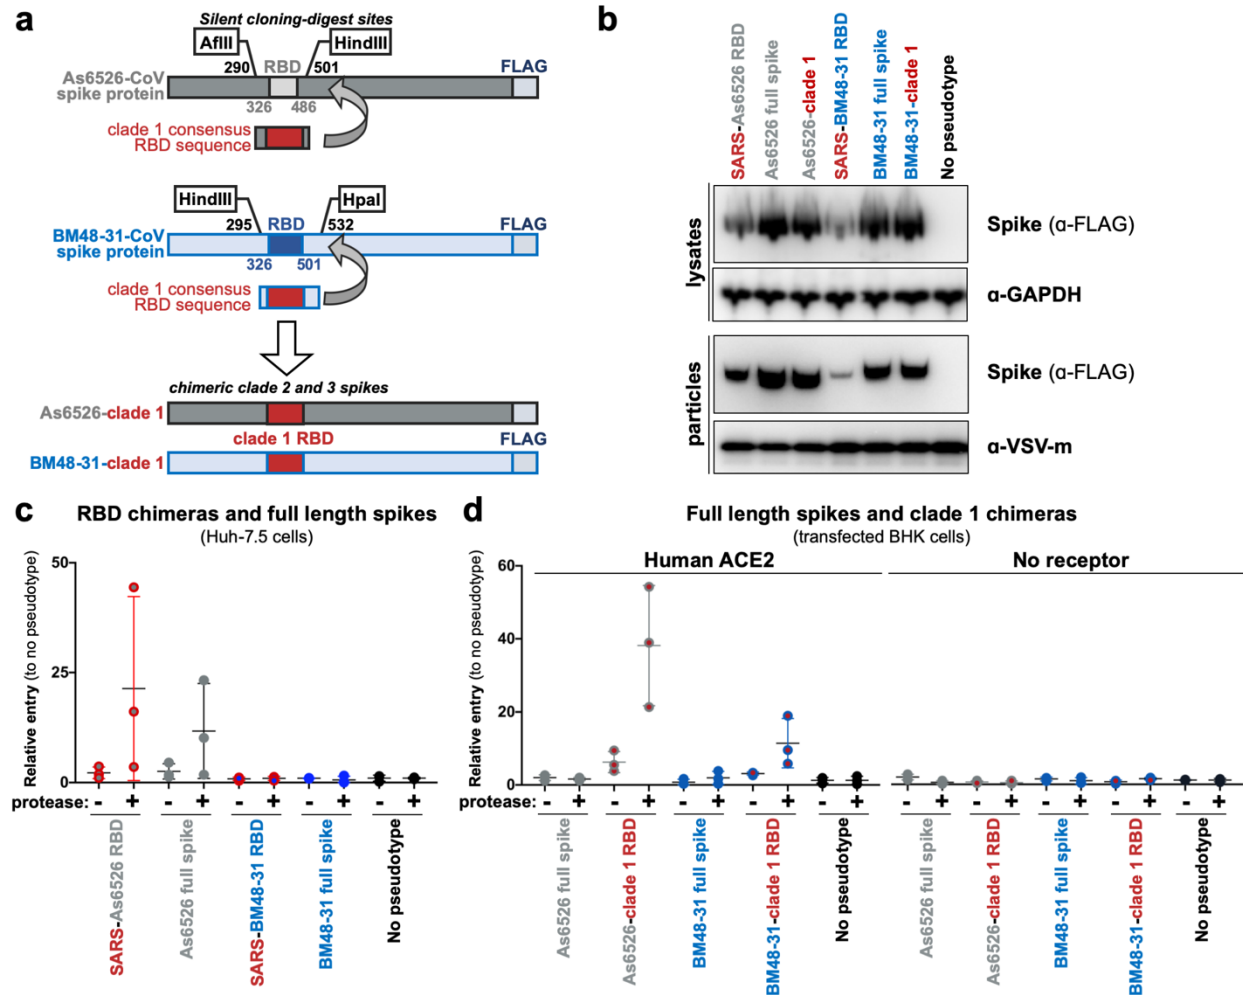 a
Silent cloning-digest sites
AflII
HindIII
290
RBD
501
FLAG
As6526-CoV
spike protein
326
486
clade 1 consensus
RBD sequence
HindIII
HpaI
295
RBD
532
FLAG
BM48-31-CoV
spike protein
326
501
clade 1 consensus
RBD sequence
chimeric clade 2 and 3 spikes
As6526-clade 1
clade 1 RBD
FLAG
BM48-31-clade 1
b
SARS-As6526 RBD
As6526 full spike
As6526-clade 1
SARS-BM48-31 RBD
BM48-31 full spike
BM48-31-clade 1
No pseudotype
lysates
Spike (α-FLAG)
α-GAPDH
particles
Spike (α-FLAG)
α-VSV-m
c
RBD chimeras and full length spikes
(Huh-7.5 cells)
Relative entry (to no pseudotype)
50
25
0
protease: - + - + - + - + - +
SARS-As6526 RBD
As6526 full spike
SARS-BM48-31 RBD
BM48-31 full spike
No pseudotype
d
Full length spikes and clade 1 chimeras
(transfected BHK cells)
Human ACE2
No receptor
Relative entry (to no pseudotype)
60
40
20
0
protease: - + - + - + - + - + - + - + - + - + - +
As6526 full spike
As6526-clade 1 RBD
BM48-31 full spike
BM48-31-clade 1 RBD
No pseudotype
As6526 full spike
As6526-clade 1 RBD
BM48-31 full spike
BM48-31-clade 1 RBD
No pseudotype